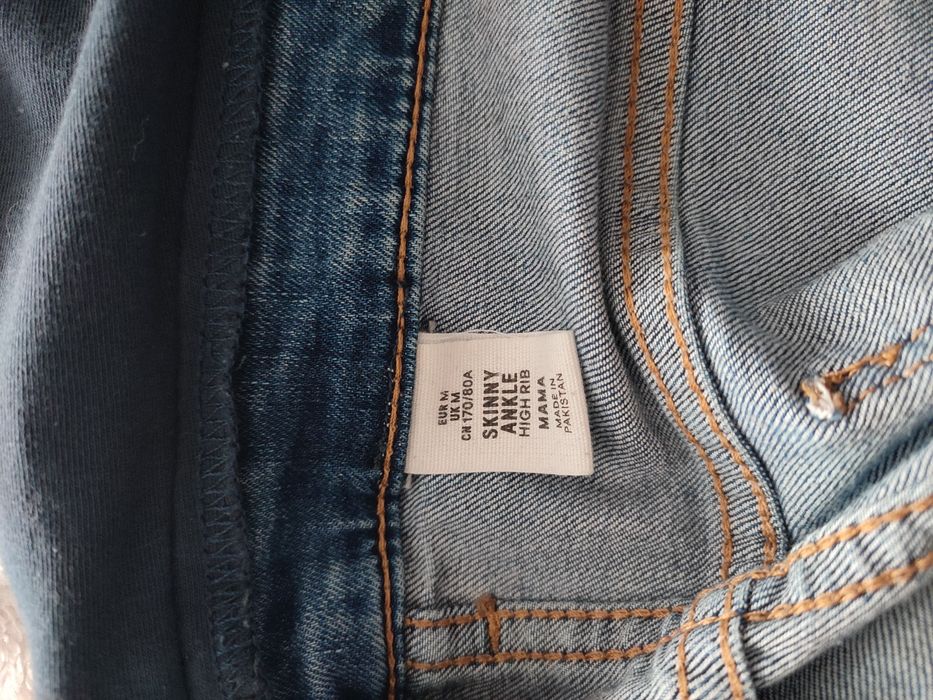 EUR M
UK M
CN 170/80A
SKINNY
ANKLE
HIGH RIB
MAMA
MADE IN
PAKISTAN